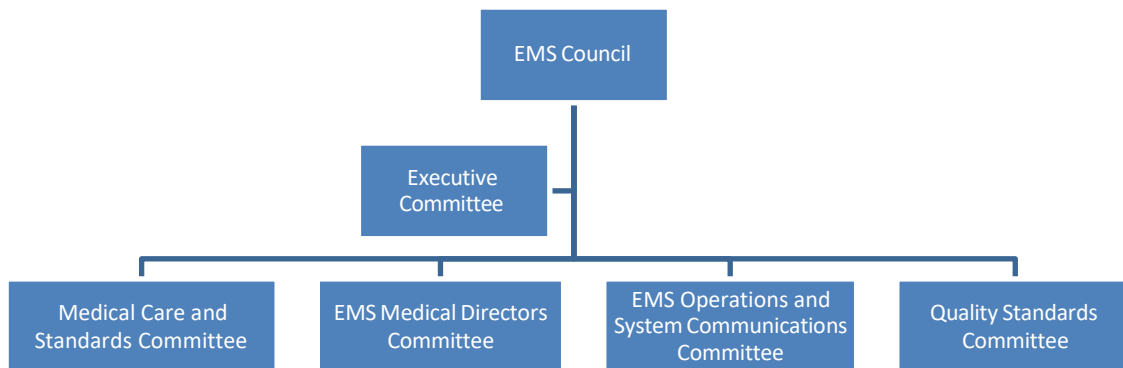 EMS Council
Executive
Committee
Medical Care and
Standards Committee
EMS Medical Directors
Committee
EMS Operations and
System Communications
Committee
Quality Standards
Committee